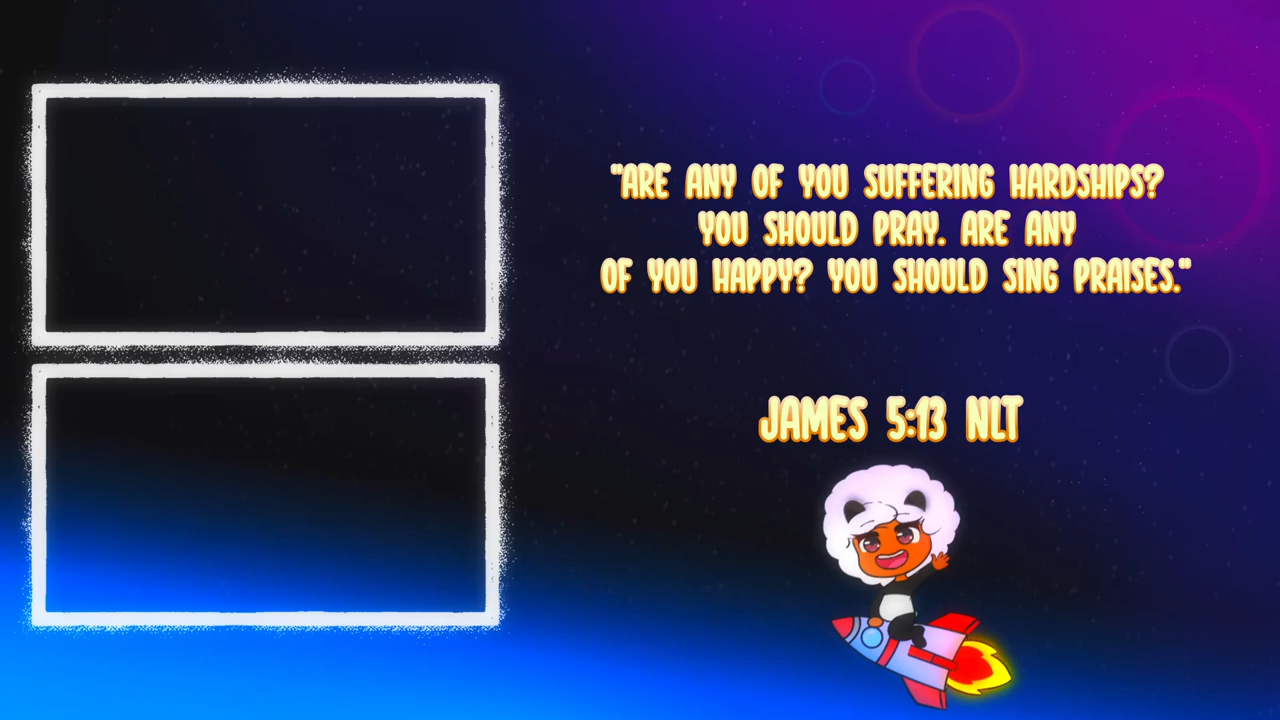 "ARE ANY OF YOU SUFFERING HARDSHIPS?
YOU SHOULD PRAY. ARE ANY
OF YOU HAPPY? YOU SHOULD SING PRAISES."
JAMES 5:13 NLT